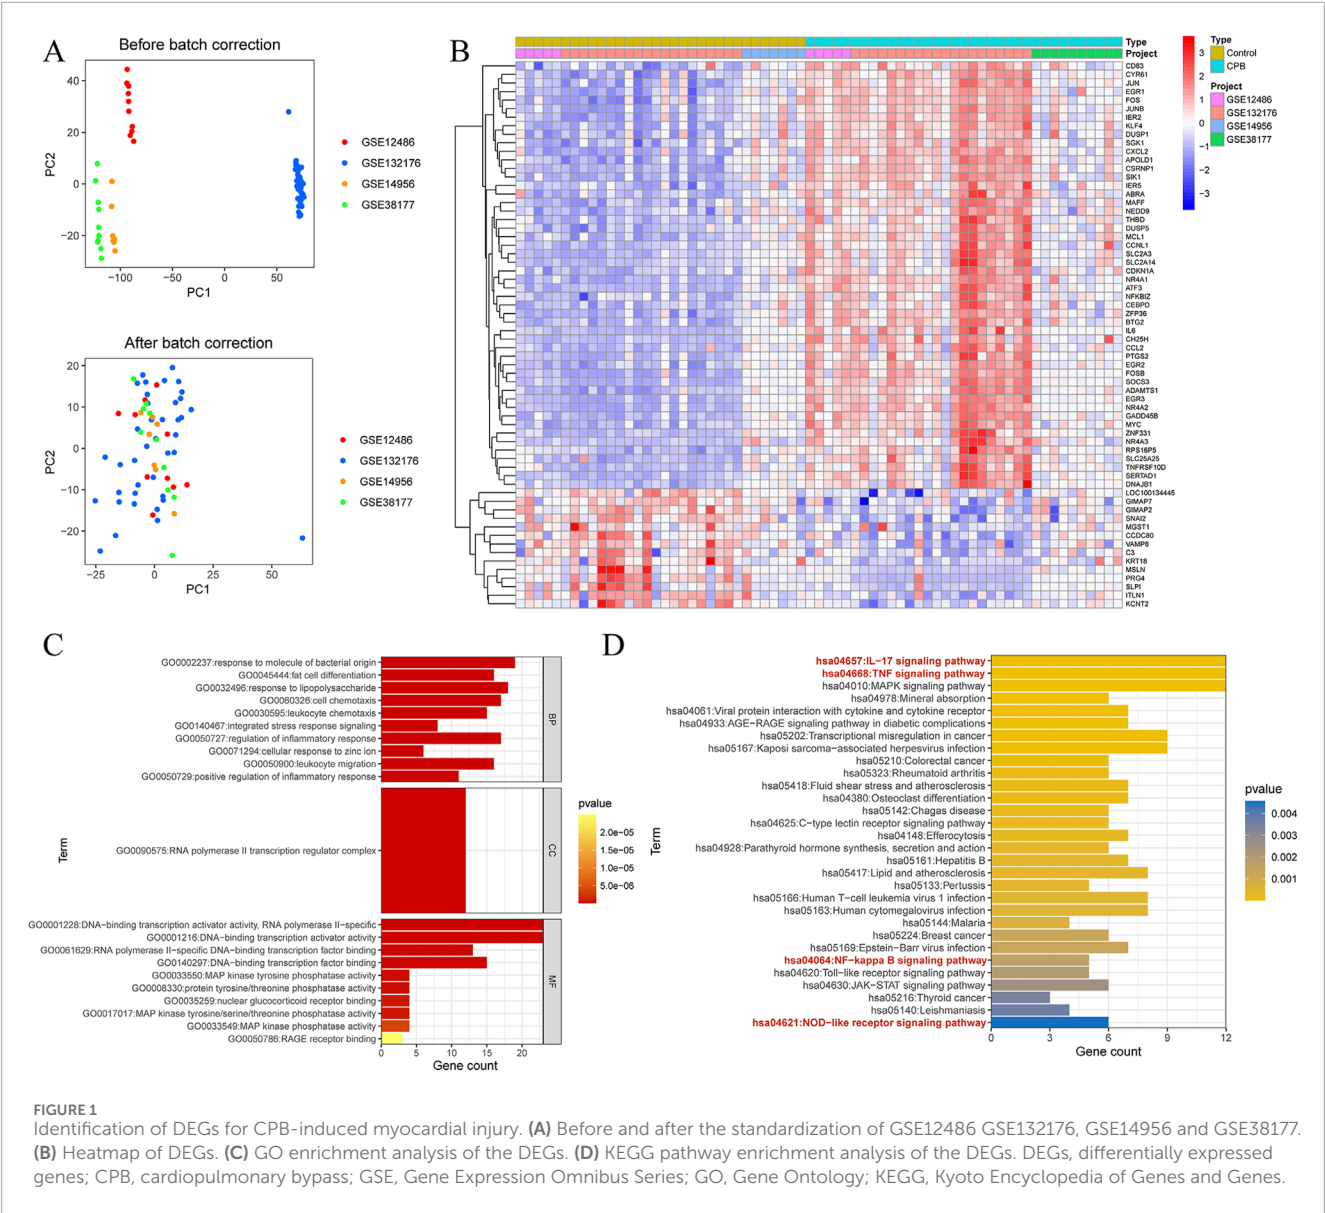 A
Before batch correction
40
20
0
−20
PC2
−100
−50
0
50
PC1
GSE12486
GSE132176
GSE14956
GSE38177
After batch correction
20
10
0
−10
−20
PC2
−25
0
25
50
PC1
GSE12486
GSE132176
GSE14956
GSE38177
B
Type
Project
CD83
CYR61
JUN
EGR1
FOS
JUNB
IER2
KLF4
DUSP1
SGK1
CXCL2
APOLD1
CSRNP1
SIK1
IER5
ABRA
MAFF
NEDD9
THBD
DUSP5
MCL1
CCNL1
SLC2A3
SLC2A14
CDKN1A
NR4A1
ATF3
NFKBIZ
CEBPD
ZFP36
BTG2
IL6
CH25H
CCL2
PTGS2
EGR2
FOSB
SOCS3
ADAMTS1
EGR3
NR4A2
GADD45B
MYC
ZNF331
NR4A3
RPS16P5
SLC25A25
TNFRSF10D
SERTAD1
DNAJB1
LOC100134445
GIMAP7
GIMAP2
SNAI2
MGST1
CCDC80
VAMP8
C3
KRT18
MSLN
PRG4
SLPI
ITLN1
KCNT2
3
2
1
0
−1
−2
−3
Type
Control
CPB
Project
GSE12486
GSE132176
GSE14956
GSE38177
C
Term
GO0002237:response to molecule of bacterial origin
GO0045444:fat cell differentiation
GO0032496:response to lipopolysaccharide
GO0060326:cell chemotaxis
GO0030595:leukocyte chemotaxis
GO0140467:integrated stress response signaling
GO0050727:regulation of inflammatory response
GO0071294:cellular response to zinc ion
GO0050900:leukocyte migration
GO0050729:positive regulation of inflammatory response
BP
GO0090575:RNA polymerase II transcription regulator complex
CC
GO0001228:DNA−binding transcription activator activity, RNA polymerase II−specific
GO0001216:DNA−binding transcription activator activity
GO0061629:RNA polymerase II−specific DNA−binding transcription factor binding
GO0140297:DNA−binding transcription factor binding
GO0033550:MAP kinase tyrosine phosphatase activity
GO0008330:protein tyrosine/threonine phosphatase activity
GO0035259:nuclear glucocorticoid receptor binding
GO0017017:MAP kinase tyrosine/serine/threonine phosphatase activity
GO0033549:MAP kinase phosphatase activity
GO0050786:RAGE receptor binding
MF
0
5
10
15
20
Gene count
pvalue
2.0e−05
1.5e−05
1.0e−05
5.0e−06
D
Term
hsa04657:IL−17 signaling pathway
hsa04668:TNF signaling pathway
hsa04010:MAPK signaling pathway
hsa04978:Mineral absorption
hsa04061:Viral protein interaction with cytokine and cytokine receptor
hsa04933:AGE−RAGE signaling pathway in diabetic complications
hsa05202:Transcriptional misregulation in cancer
hsa05167:Kaposi sarcoma−associated herpesvirus infection
hsa05210:Colorectal cancer
hsa05323:Rheumatoid arthritis
hsa05418:Fluid shear stress and atherosclerosis
hsa04380:Osteoclast differentiation
hsa05142:Chagas disease
hsa04625:C−type lectin receptor signaling pathway
hsa04148:Efferocytosis
hsa04928:Parathyroid hormone synthesis, secretion and action
hsa05161:Hepatitis B
hsa05417:Lipid and atherosclerosis
hsa05133:Pertussis
hsa05166:Human T−cell leukemia virus 1 infection
hsa05163:Human cytomegalovirus infection
hsa05144:Malaria
hsa05224:Breast cancer
hsa05169:Epstein−Barr virus infection
hsa04064:NF−kappa B signaling pathway
hsa04620:Toll−like receptor signaling pathway
hsa04630:JAK−STAT signaling pathway
hsa05216:Thyroid cancer
hsa05140:Leishmaniasis
hsa04621:NOD−like receptor signaling pathway
0
3
6
9
12
Gene count
pvalue
0.004
0.003
0.002
0.001
FIGURE 1
Identification of DEGs for CPB-induced myocardial injury. (A) Before and after the standardization of GSE12486 GSE132176, GSE14956 and GSE38177.
(B) Heatmap of DEGs. (C) GO enrichment analysis of the DEGs. (D) KEGG pathway enrichment analysis of the DEGs. DEGs, differentially expressed
genes; CPB, cardiopulmonary bypass; GSE, Gene Expression Omnibus Series; GO, Gene Ontology; KEGG, Kyoto Encyclopedia of Genes and Genes.